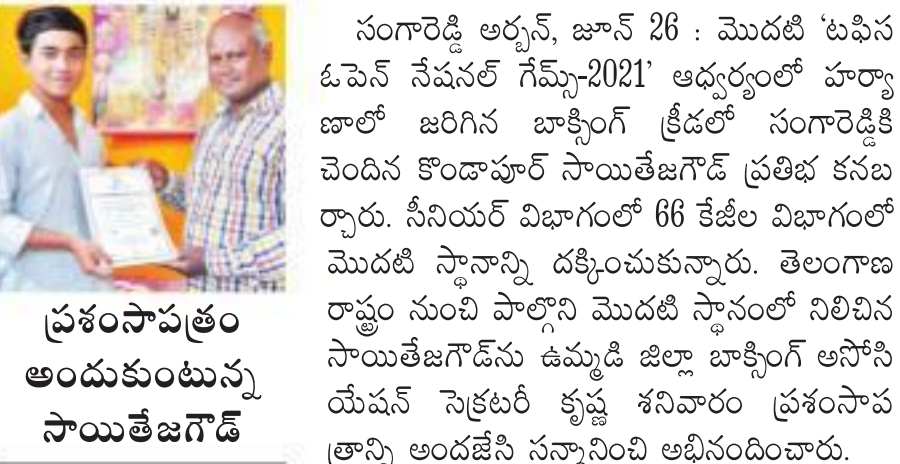 ప్రశంసాపత్రం
అందుకుంటున్న
సాయితేజగౌడ్
సంగారెడ్డి అర్బన్, జూన్ 26 : మొదటి 'టఫిస
ఓపెన్ నేషనల్ గేమ్స్-2021' ఆధ్వర్యంలో హర్యా
ణాలో జరిగిన బాక్సింగ్ క్రీడలో సంగారెడ్డికి
చెందిన కొండాపూర్ సాయితేజగౌడ్ ప్రతిభ కనబ
ర్చారు. సీనియర్ విభాగంలో 66 కేజీల విభాగంలో
మొదటి స్థానాన్ని దక్కించుకున్నారు. తెలంగాణ
రాష్ట్రం నుంచి పాల్గొని మొదటి స్థానంలో నిలిచిన
సాయితేజగౌడ్‌ను ఉమ్మడి జిల్లా బాక్సింగ్ అసోసి
యేషన్ సెక్రటరీ కృష్ణ శనివారం ప్రశంసాప
త్రాన్ని అందజేసి సన్మానించి అభినందించారు.